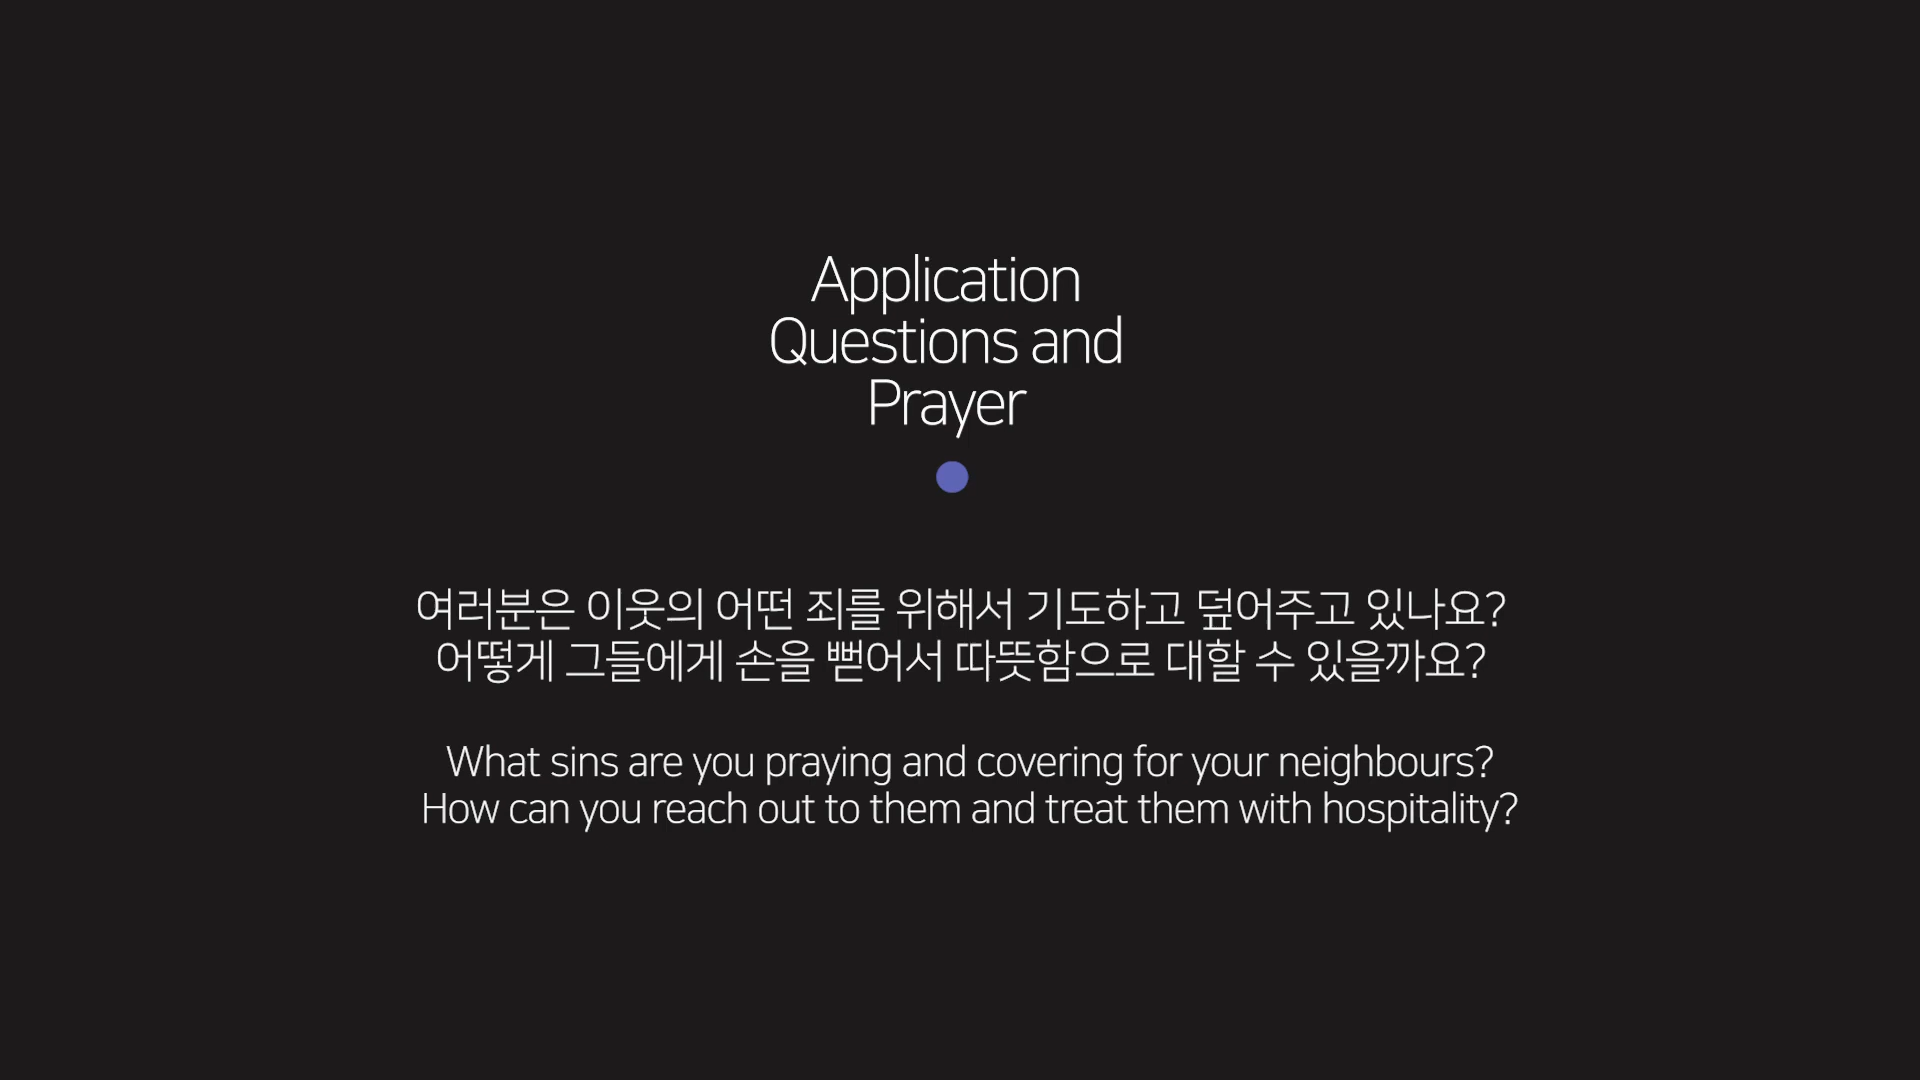 Application
Questions and
Prayer
여러분은 이웃의 어떤 죄를 위해서 기도하고 덮어주고 있나요?
어떻게 그들에게 손을 뻗어서 따뜻함으로 대할 수 있을까요?
What sins are you praying and covering for your neighbours?
How can you reach out to them and treat them with hospitality?